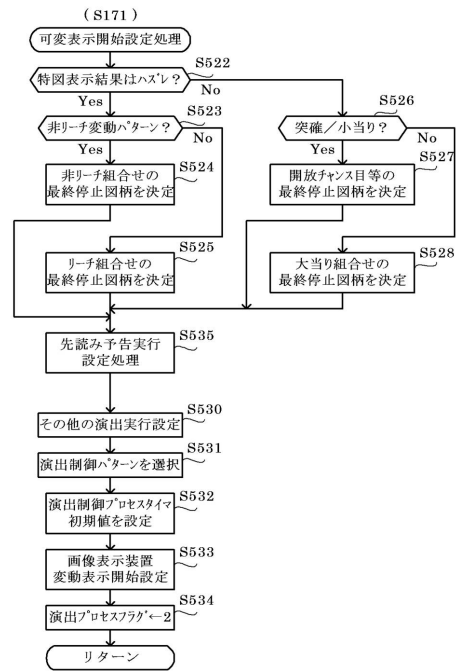 (S171)
可変表示開始設定処理
S522
特図表示結果はハズレ?
No
Yes
S523
非リーチ変動パターン?
No
Yes
S524
非リーチ組合せの
最終停止図柄を決定
S526
突確/小当り?
No
Yes
S527
開放チャンス目等の
最終停止図柄を決定
S525
リーチ組合せの
最終停止図柄を決定
S528
大当り組合せの
最終停止図柄を決定
S535
先読み予告実行
設定処理
S530
その他の演出実行設定
S531
演出制御パターンを選択
S532
演出制御プロセスタイマ
初期値を設定
S533
画像表示装置
変動表示開始設定
S534
演出プロセスフラグ←2
リターン